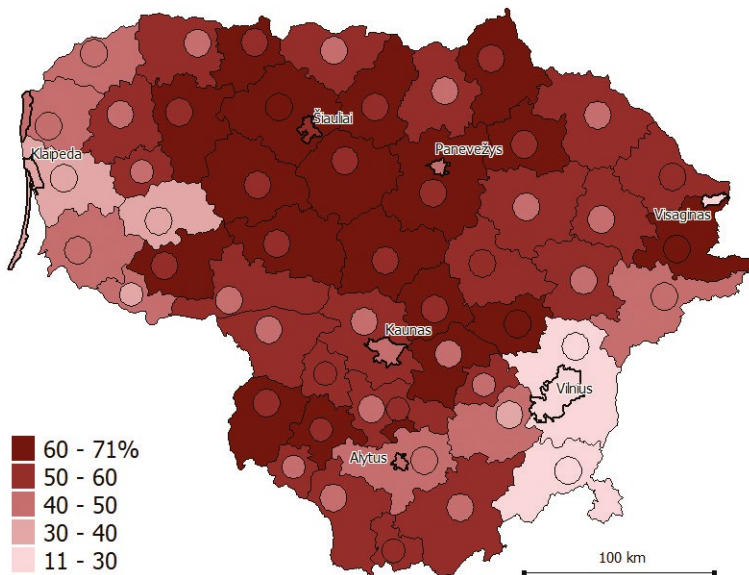 Šiauliai
Klaipeda
Panevežys
Visaginas
Kaunas
Vilnius
Alytus
60 - 71%
50 - 60
40 - 50
30 - 40
11 - 30
100 km